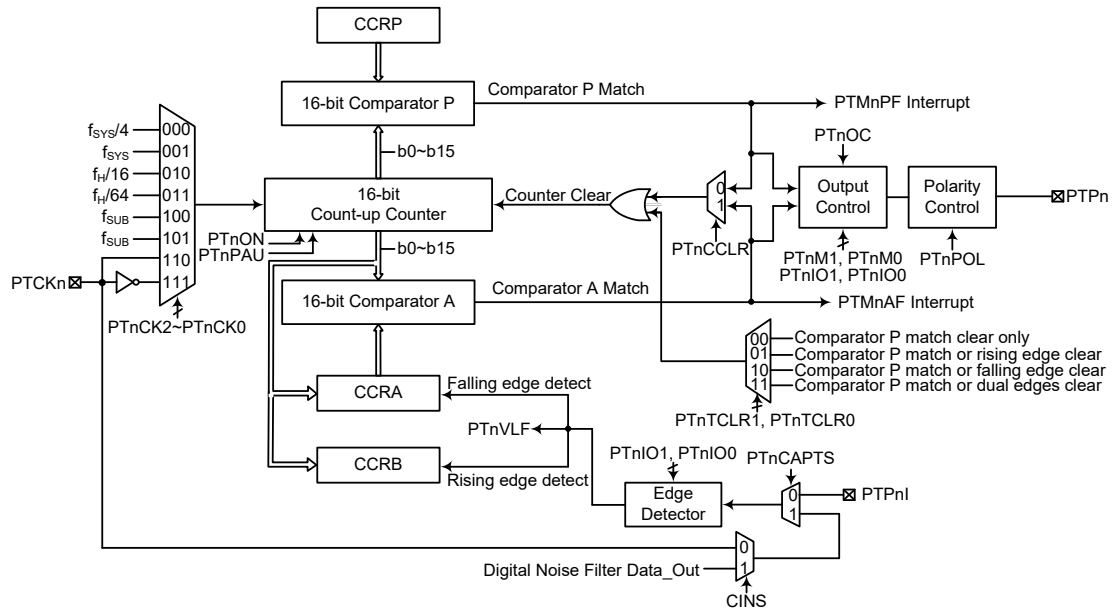 CCRP
16-bit Comparator P
Comparator P Match
PTMnPF Interrupt
fSYS/4
000
fSYS
001
fH/16
010
fH/64
011
fSUB
100
fSUB
101
110
111
PTCKn
PTnCK2~PTnCK0
b0~b15
16-bit
Count-up Counter
PTnON
PTnPAU
Counter Clear
0
1
PTnCCLR
PTnOC
Output
Control
PTnM1, PTnM0
PTnIO1, PTnIO0
Polarity
Control
PTnPOL
PTPn
b0~b15
16-bit Comparator A
Comparator A Match
PTMnAF Interrupt
00
Comparator P match clear only
01
Comparator P match or rising edge clear
10
Comparator P match or falling edge clear
11
Comparator P match or dual edges clear
PTnTCLR1, PTnTCLR0
CCRA
Falling edge detect
PTnVLF
CCRB
Rising edge detect
PTnIO1, PTnIO0
Edge
Detector
PTnCAPTS
0
1
PTPnI
0
1
Digital Noise Filter Data_Out
CINS